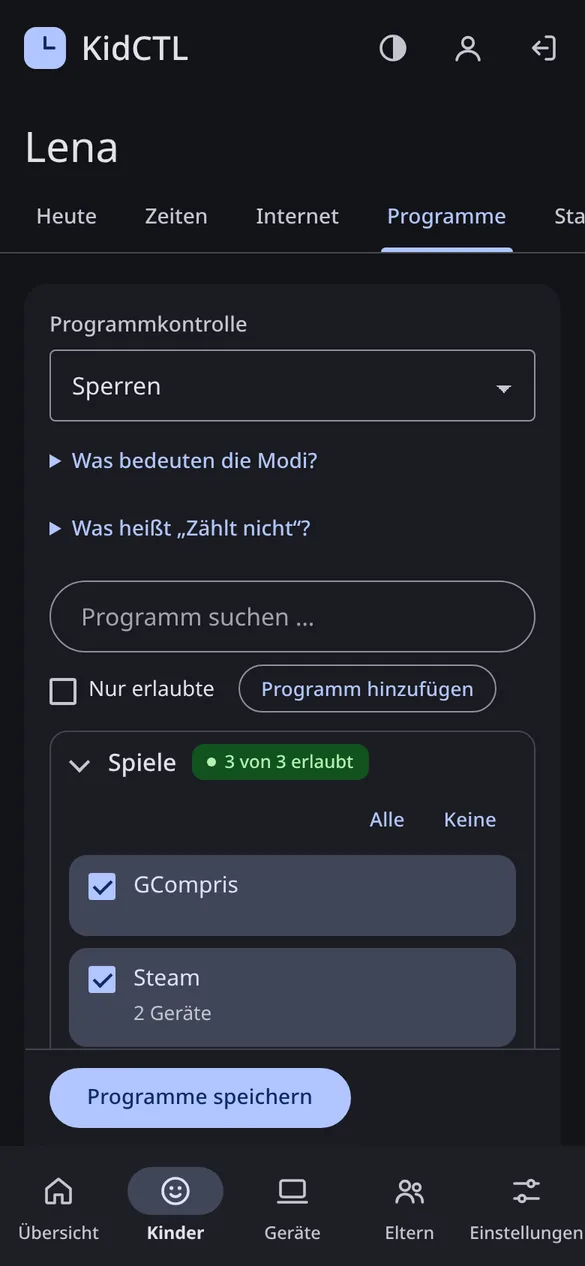 KidCTL
Lena
Heute Zeiten Internet Programme Sta
Programmkontrolle
Sperren
Was bedeuten die Modi?
Was heißt „Zählt nicht“?
Programm suchen ...
Nur erlaubte Programm hinzufügen
Spiele 3 von 3 erlaubt
Alle Keine
GCompris
Steam
2 Geräte
Programme speichern
Übersicht Kinder Geräte Eltern Einstellungen